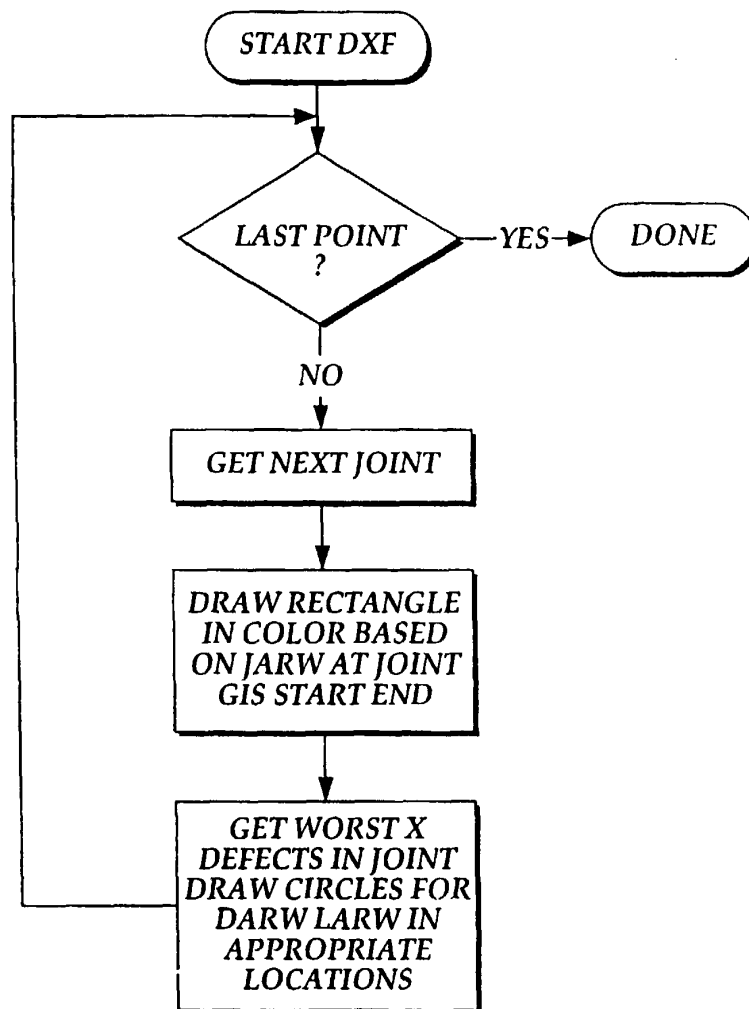 START DXF
LAST POINT
?
YES
DONE
NO
GET NEXT JOINT
DRAW RECTANGLE
IN COLOR BASED
ON JARW AT JOINT
GIS START END
GET WORST X
DEFECTS IN JOINT
DRAW CIRCLES FOR
DARW LARW IN
APPROPRIATE
LOCATIONS